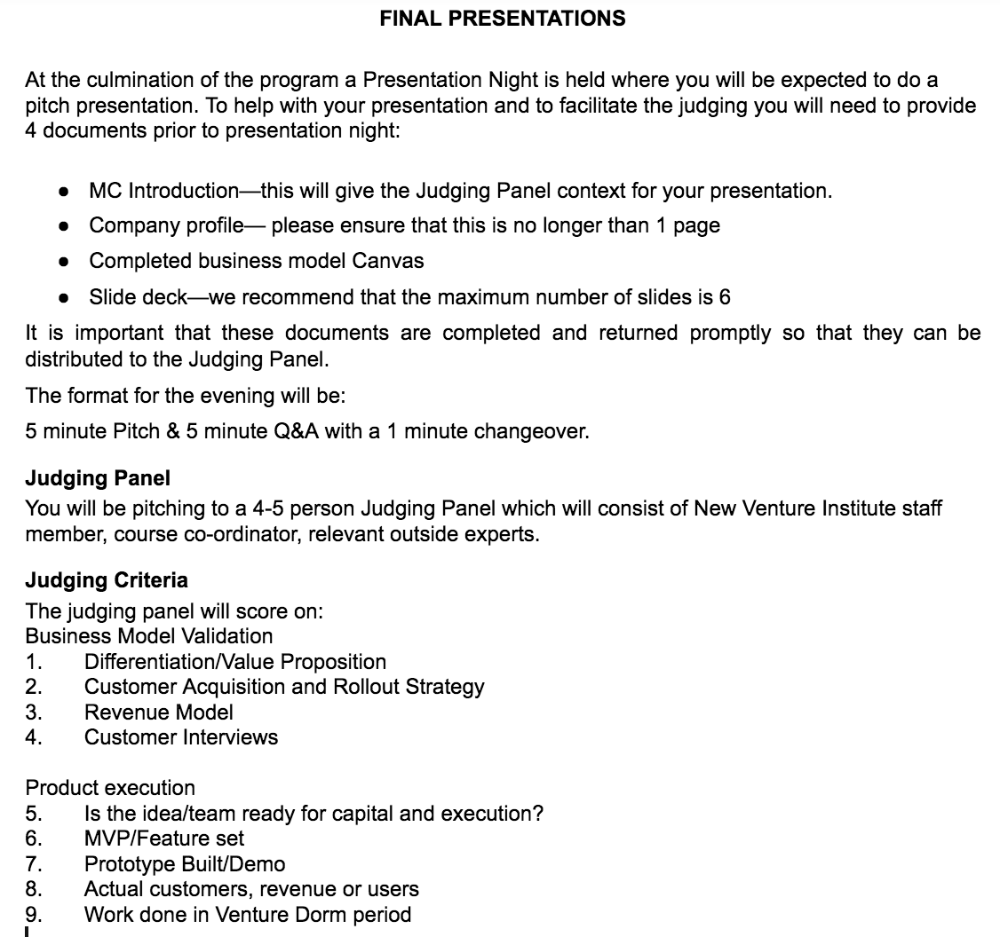 FINAL PRESENTATIONS
At the culmination of the program a Presentation Night is held where you will be expected to do a
pitch presentation. To help with your presentation and to facilitate the judging you will need to provide
4 documents prior to presentation night:
● MC Introduction—this will give the Judging Panel context for your presentation.
● Company profile— please ensure that this is no longer than 1 page
● Completed business model Canvas
● Slide deck—we recommend that the maximum number of slides is 6
It is important that these documents are completed and returned promptly so that they can be
distributed to the Judging Panel.
The format for the evening will be:
5 minute Pitch & 5 minute Q&A with a 1 minute changeover.
Judging Panel
You will be pitching to a 4-5 person Judging Panel which will consist of New Venture Institute staff
member, course co-ordinator, relevant outside experts.
Judging Criteria
The judging panel will score on:
Business Model Validation
1. Differentiation/Value Proposition
2. Customer Acquisition and Rollout Strategy
3. Revenue Model
4. Customer Interviews
Product execution
5. Is the idea/team ready for capital and execution?
6. MVP/Feature set
7. Prototype Built/Demo
8. Actual customers, revenue or users
9. Work done in Venture Dorm period